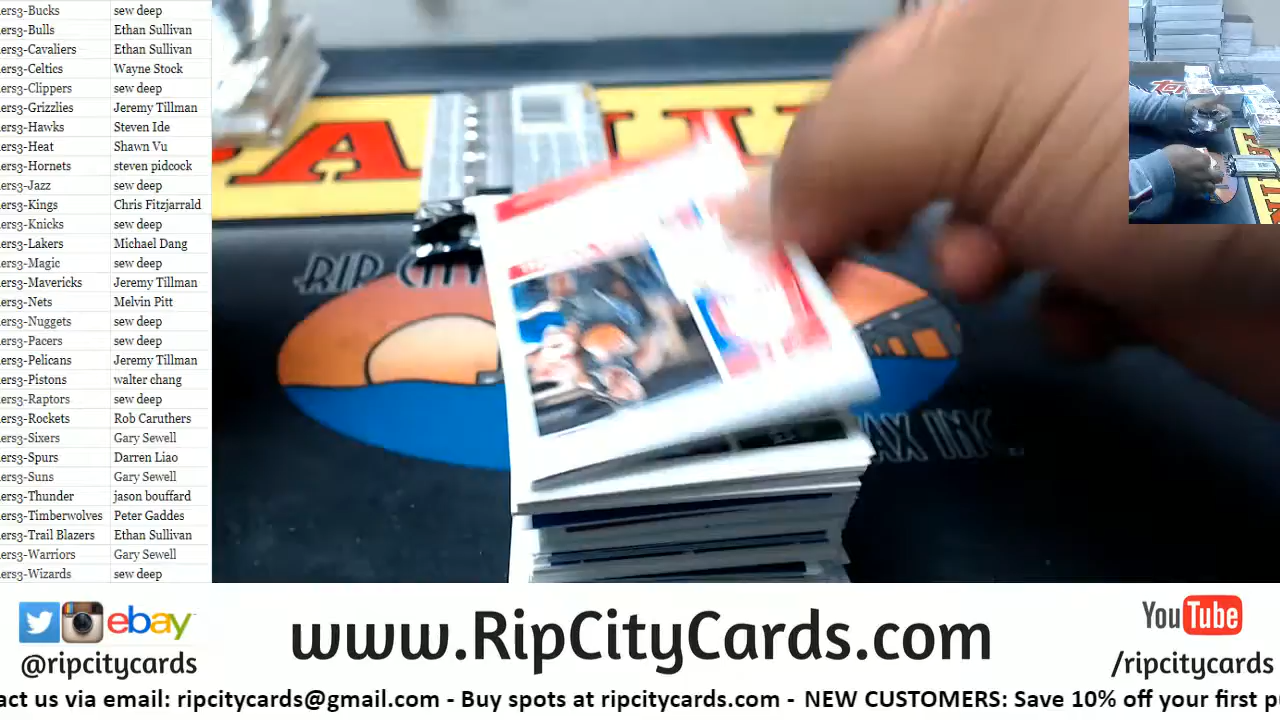 ers3-Bucks sew deep
ers3-Bulls Ethan Sullivan
ers3-Cavaliers Ethan Sullivan
ers3-Celtics Wayne Stock
ers3-Clippers sew deep
ers3-Grizzlies Jeremy Tillman
ers3-Hawks Steven Ide
ers3-Heat Shawn Vu
ers3-Hornets steven pidcock
ers3-Jazz sew deep
ers3-Kings Chris Fitzjarrald
ers3-Knicks sew deep
ers3-Lakers Michael Dang
ers3-Magic sew deep
ers3-Mavericks Jeremy Tillman
ers3-Nets Melvin Pitt
ers3-Nuggets sew deep
ers3-Pacers sew deep
ers3-Pelicans Jeremy Tillman
ers3-Pistons walter chang
ers3-Raptors sew deep
ers3-Rockets Rob Caruthers
ers3-Sixers Gary Sewell
ers3-Spurs Darren Liao
ers3-Suns Gary Sewell
ers3-Thunder jason bouffard
ers3-Timberwolves Peter Gaddes
ers3-Trail Blazers Ethan Sullivan
ers3-Warriors Gary Sewell
ers3-Wizards sew deep
RIP CITY
WAX INC.
ebay
@ripcitycards
www.RipCityCards.com
YouTube
/ripcitycards
act us via email: ripcitycards@gmail.com - Buy spots at ripcitycards.com - NEW CUSTOMERS: Save 10% off your first p